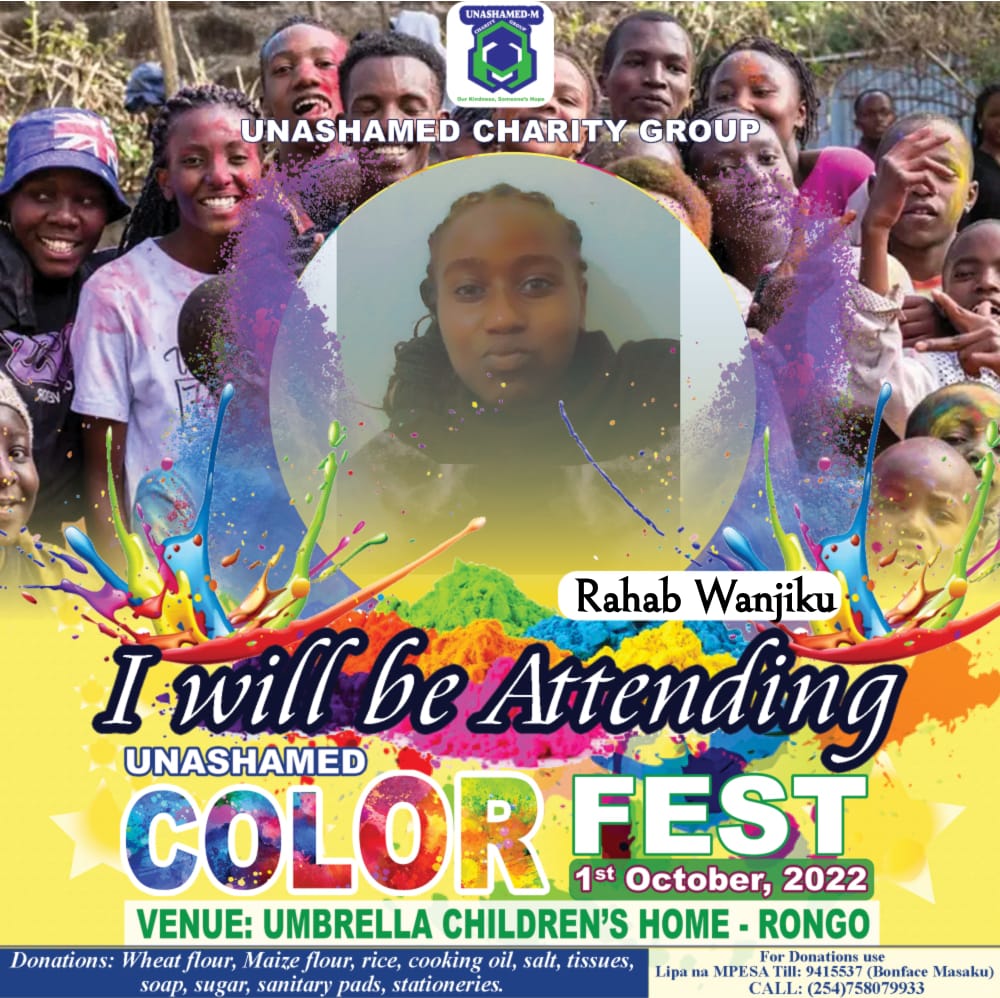 UNASHAMED-M
CHARITY GROUP
Our Kindness, Someone's Hope
UNASHAMED CHARITY GROUP
Rahab Wanjiku
I will be Attending
UNASHAMED
COLOR FEST
1st October, 2022
VENUE: UMBRELLA CHILDREN'S HOME - RONGO
Donations: Wheat flour, Maize flour, rice, cooking oil, salt, tissues,
soap, sugar, sanitary pads, stationeries.
For Donations use
Lipa na MPESA Till: 9415537 (Bonface Masaku)
CALL: (254)758079933